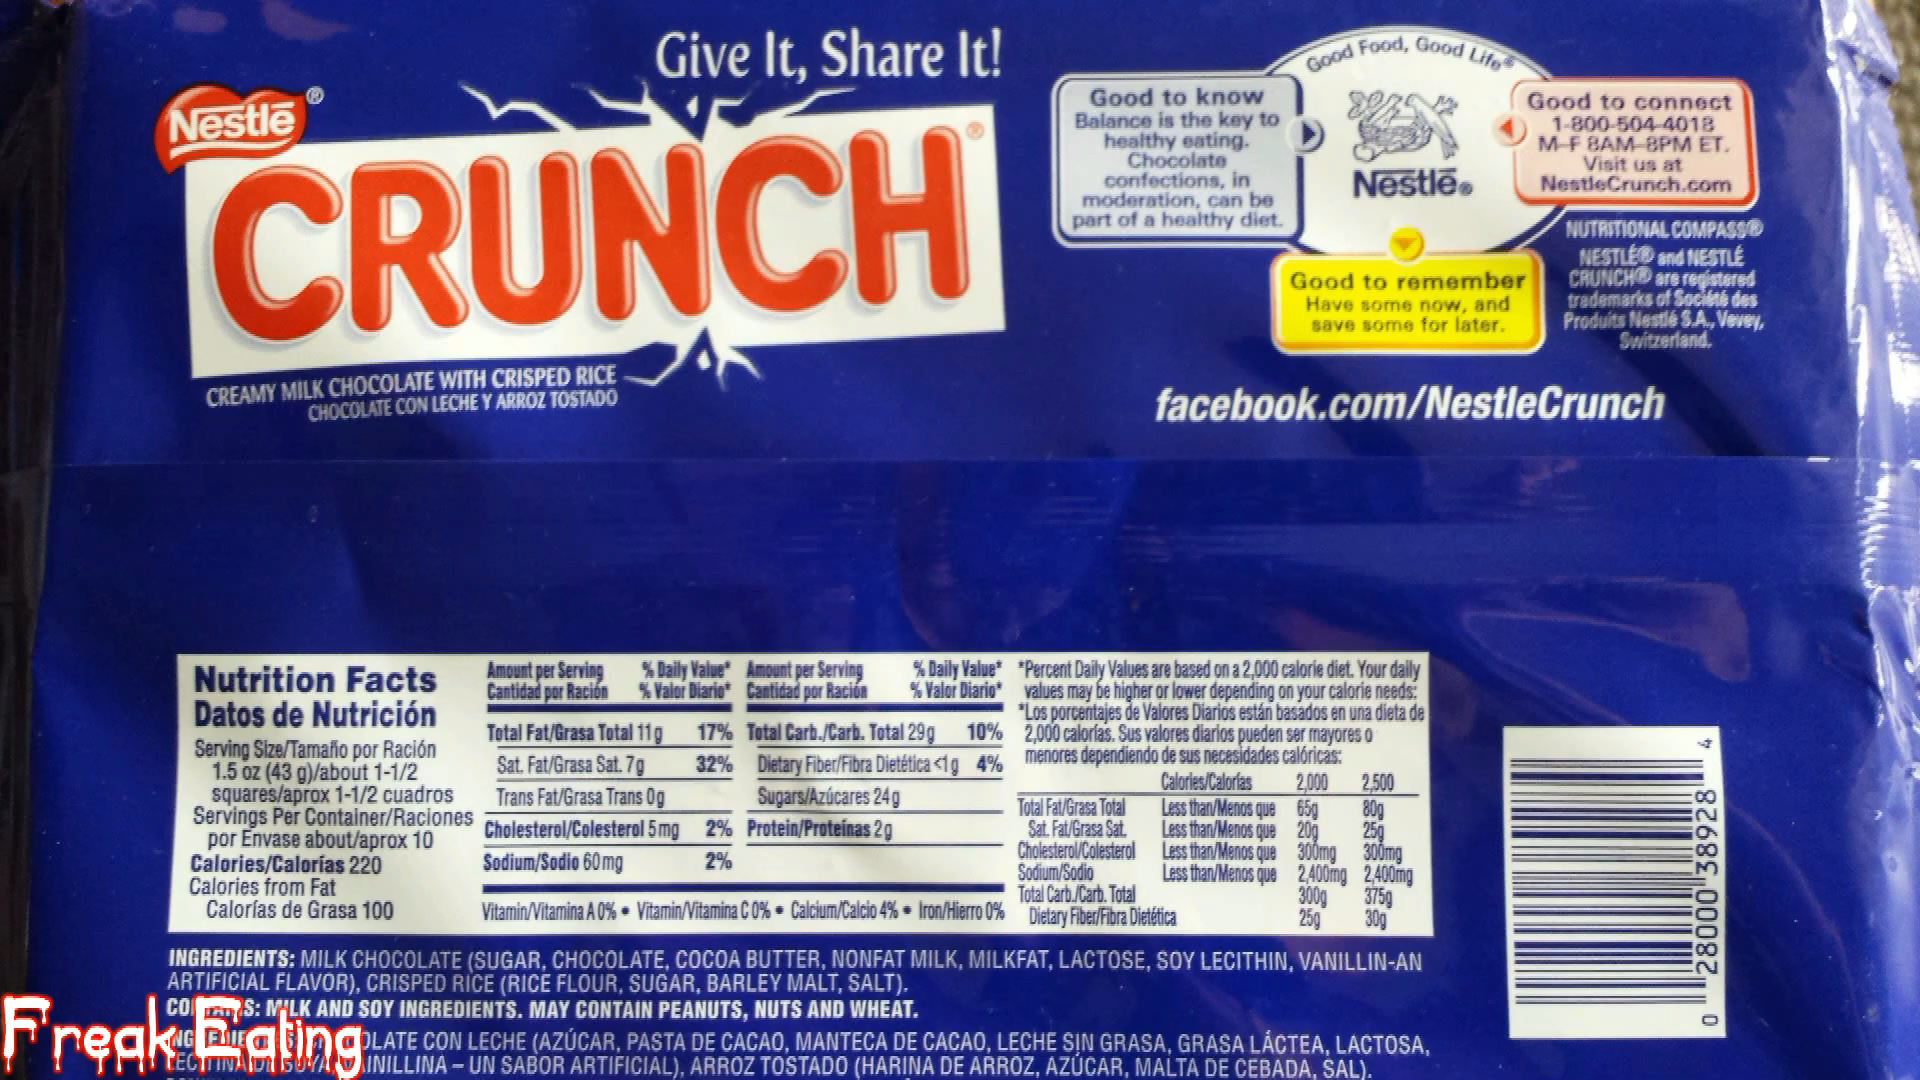 Give It, Share It!
Nestlé®
CRUNCH®
CREAMY MILK CHOCOLATE WITH CRISPED RICE
CHOCOLATE CON LECHE Y ARROZ TOSTADO
Good Food, Good Life®
Good to know
Balance is the key to
healthy eating.
Chocolate
confections, in
moderation, can be
part of a healthy diet.
Nestlé®
Good to connect
1-800-504-4018
M–F 8AM–8PM ET.
Visit us at
NestleCrunch.com
Good to remember
Have some now, and
save some for later.
NUTRITIONAL COMPASS®
NESTLÉ® and NESTLÉ
CRUNCH® are registered
trademarks of Société des
Produits Nestlé S.A., Vevey,
Switzerland.
facebook.com/NestleCrunch
Nutrition Facts
Datos de Nutrición
Serving Size/Tamaño por Ración
1.5 oz (43 g)/about 1-1/2
squares/aprox 1-1/2 cuadros
Servings Per Container/Raciones
por Envase about/aprox 10
Calories/Calorías 220
Calories from Fat
Calorías de Grasa 100
Amount per Serving % Daily Value*
Cantidad por Ración % Valor Diario*
Total Fat/Grasa Total 11g 17%
Sat. Fat/Grasa Sat. 7g 32%
Trans Fat/Grasa Trans 0g
Cholesterol/Colesterol 5mg 2%
Sodium/Sodio 60mg 2%
Amount per Serving % Daily Value*
Cantidad por Ración % Valor Diario*
Total Carb./Carb. Total 29g 10%
Dietary Fiber/Fibra Dietética <1g 4%
Sugars/Azúcares 24g
Protein/Proteínas 2g
Vitamin/Vitamina A 0% • Vitamin/Vitamina C 0% • Calcium/Calcio 4% • Iron/Hierro 0%
*Percent Daily Values are based on a 2,000 calorie diet. Your daily
values may be higher or lower depending on your calorie needs:
*Los porcentajes de Valores Diarios están basados en una dieta de
2,000 calorías. Sus valores diarios pueden ser mayores o
menores dependiendo de sus necesidades calóricas:
Calories/Calorías 2,000 2,500
Total Fat/Grasa Total Less than/Menos que 65g 80g
Sat. Fat/Grasa Sat. Less than/Menos que 20g 25g
Cholesterol/Colesterol Less than/Menos que 300mg 300mg
Sodium/Sodio Less than/Menos que 2,400mg 2,400mg
Total Carb./Carb. Total 300g 375g
Dietary Fiber/Fibra Dietética 25g 30g
0 28000 38928 4
INGREDIENTS: MILK CHOCOLATE (SUGAR, CHOCOLATE, COCOA BUTTER, NONFAT MILK, MILKFAT, LACTOSE, SOY LECITHIN, VANILLIN-AN
ARTIFICIAL FLAVOR), CRISPED RICE (RICE FLOUR, SUGAR, BARLEY MALT, SALT).
CONTAINS: MILK AND SOY INGREDIENTS. MAY CONTAIN PEANUTS, NUTS AND WHEAT.
CON LECHE (AZÚCAR, PASTA DE CACAO, MANTECA DE CACAO, LECHE SIN GRASA, GRASA LÁCTEA, LACTOSA,
– UN SABOR ARTIFICIAL), ARROZ TOSTADO (HARINA DE ARROZ, AZÚCAR, MALTA DE CEBADA, SAL).
Freak Eating